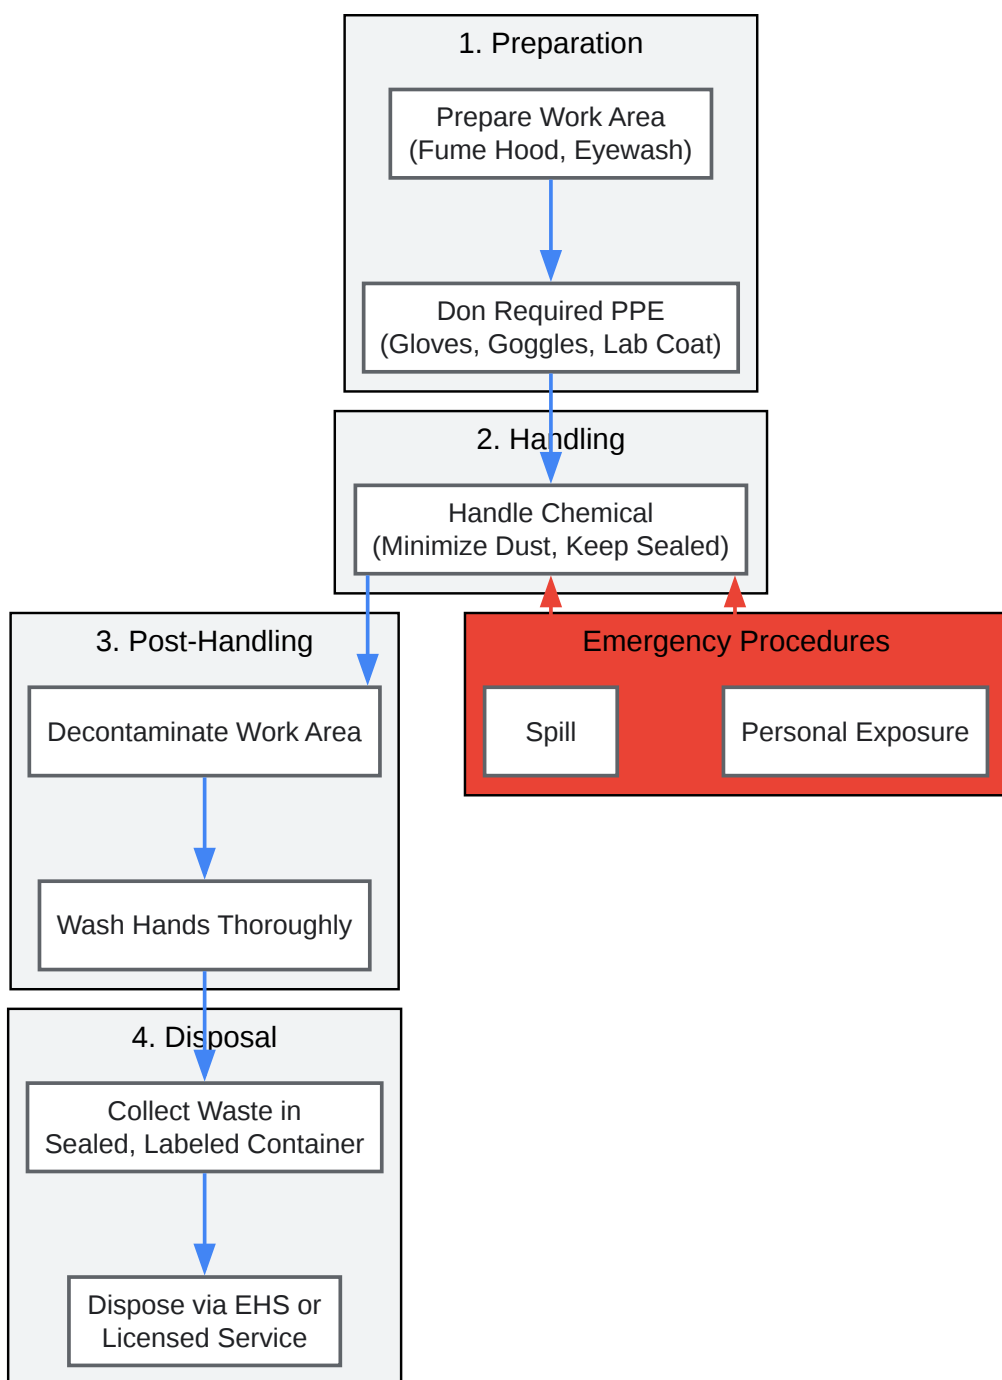 1. Preparation
Prepare Work Area
(Fume Hood, Eyewash)
Don Required PPE
(Gloves, Goggles, Lab Coat)
2. Handling
Handle Chemical
(Minimize Dust, Keep Sealed)
3. Post-Handling
Decontaminate Work Area
Wash Hands Thoroughly
Emergency Procedures
Spill
Personal Exposure
4. Disposal
Collect Waste in
Sealed, Labeled Container
Dispose via EHS or
Licensed Service